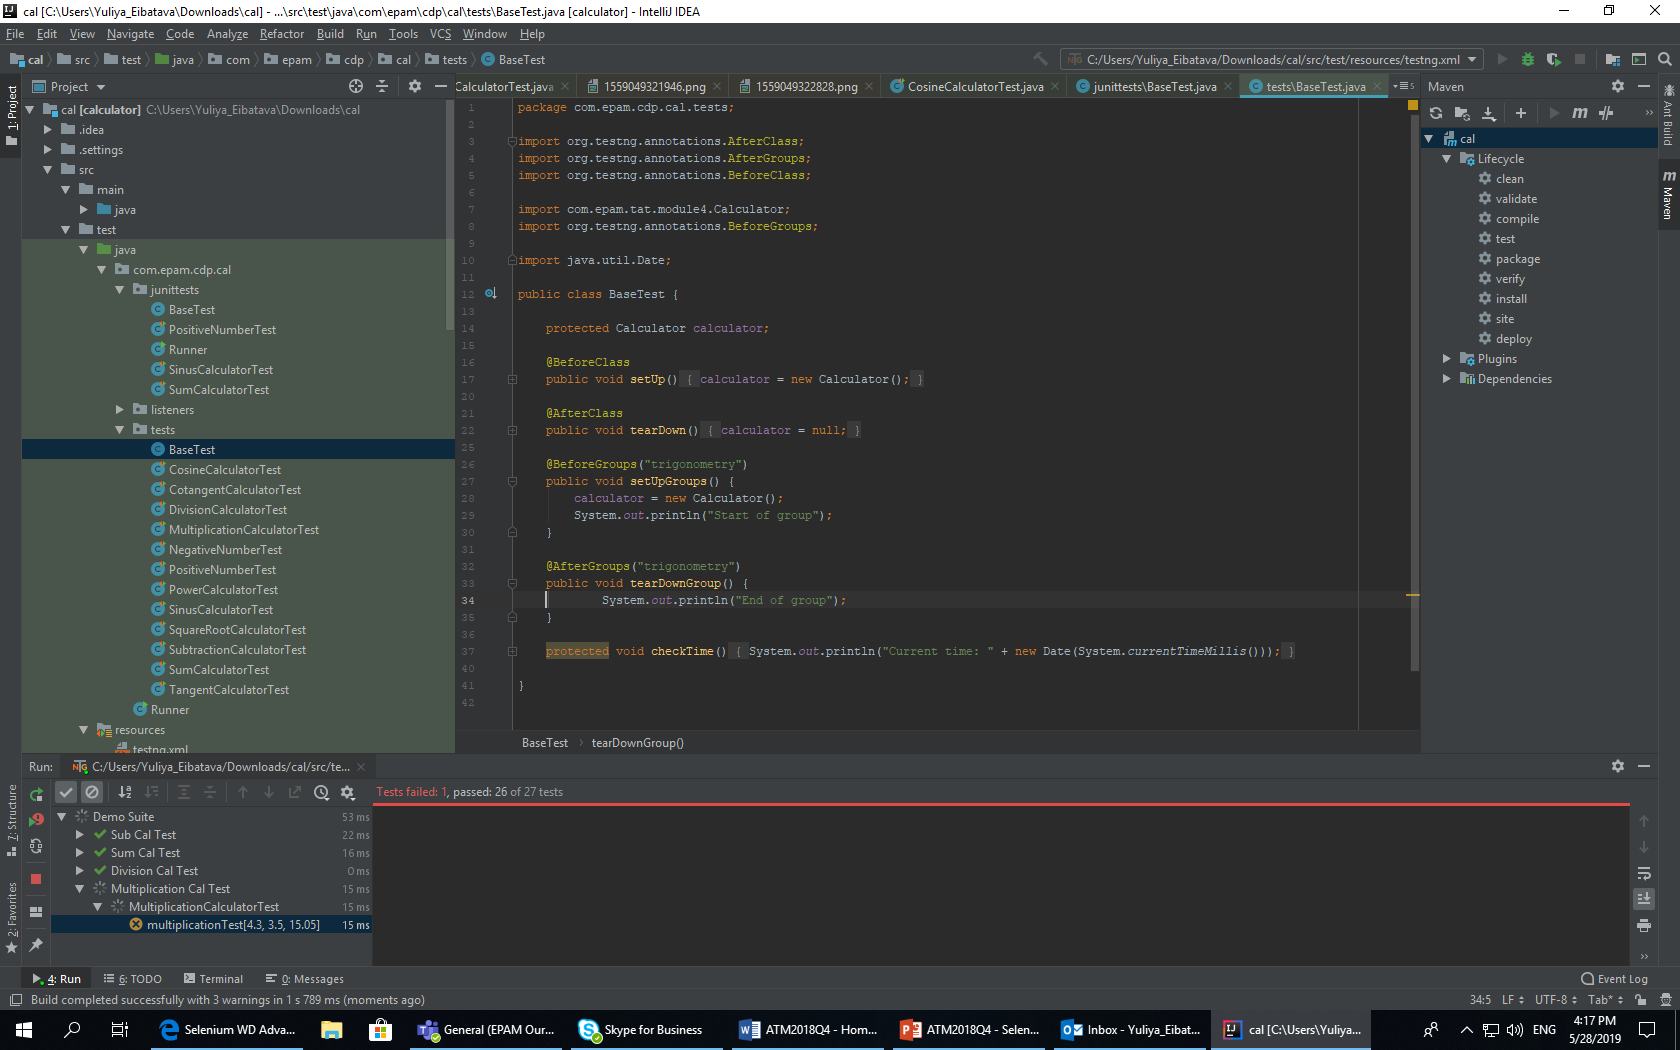 cal [C:\Users\Yuliya_Eibatava\Downloads\cal] - ...\src\test\java\com\epam\cdp\cal\tests\BaseTest.java [calculator] - IntelliJ IDEA
File Edit View Navigate Code Analyze Refactor Build Run Tools VCS Window Help
cal src test java com epam cdp cal tests BaseTest
C:/Users/Yuliya_Eibatava/Downloads/cal/src/test/resources/testng.xml
Project
CalculatorTest.java 1559049321946.png 1559049322828.png CosineCalculatorTest.java junittests\BaseTest.java tests\BaseTest.java
1: Project
cal [calculator] C:\Users\Yuliya_Eibatava\Downloads\cal
.idea
.settings
src
main
java
test
java
com.epam.cdp.cal
junittests
BaseTest
PositiveNumberTest
Runner
SinusCalculatorTest
SumCalculatorTest
listeners
tests
BaseTest
CosineCalculatorTest
CotangentCalculatorTest
DivisionCalculatorTest
MultiplicationCalculatorTest
NegativeNumberTest
PositiveNumberTest
PowerCalculatorTest
SinusCalculatorTest
SquareRootCalculatorTest
SubtractionCalculatorTest
SumCalculatorTest
TangentCalculatorTest
Runner
resources
testng.xml
1 package com.epam.cdp.cal.tests;
2
3 import org.testng.annotations.AfterClass;
4 import org.testng.annotations.AfterGroups;
5 import org.testng.annotations.BeforeClass;
6
7 import com.epam.tat.module4.Calculator;
8 import org.testng.annotations.BeforeGroups;
9
10 import java.util.Date;
11
12 public class BaseTest {
13
14 protected Calculator calculator;
15
16 @BeforeClass
17 public void setUp() { calculator = new Calculator(); }
20
21 @AfterClass
22 public void tearDown() { calculator = null; }
25
26 @BeforeGroups("trigonometry")
27 public void setUpGroups() {
28 calculator = new Calculator();
29 System.out.println("Start of group");
30 }
31
32 @AfterGroups("trigonometry")
33 public void tearDownGroup() {
34 System.out.println("End of group");
35 }
36
37 protected void checkTime() { System.out.println("Current time: " + new Date(System.currentTimeMillis())); }
40
41 }
42
BaseTest tearDownGroup()
Maven
cal
Lifecycle
clean
validate
compile
test
package
verify
install
site
deploy
Plugins
Dependencies
Ant Build
Maven
Run: C:/Users/Yuliya_Eibatava/Downloads/cal/src/te...
Tests failed: 1, passed: 26 of 27 tests
Demo Suite 53 ms
Sub Cal Test 22 ms
Sum Cal Test 16 ms
Division Cal Test 0 ms
Multiplication Cal Test 15 ms
MultiplicationCalculatorTest 15 ms
multiplicationTest[4.3, 3.5, 15.05] 15 ms
7: Structure
2: Favorites
4: Run 6: TODO Terminal 0: Messages Event Log
Build completed successfully with 3 warnings in 1 s 789 ms (moments ago) 34:5 LF UTF-8 Tab*
Selenium WD Adva... General (EPAM Our... Skype for Business ATM2018Q4 - Hom... ATM2018Q4 - Selen... Inbox - Yuliya_Eibat... cal [C:\Users\Yuliya... ENG 4:17 PM
5/28/2019